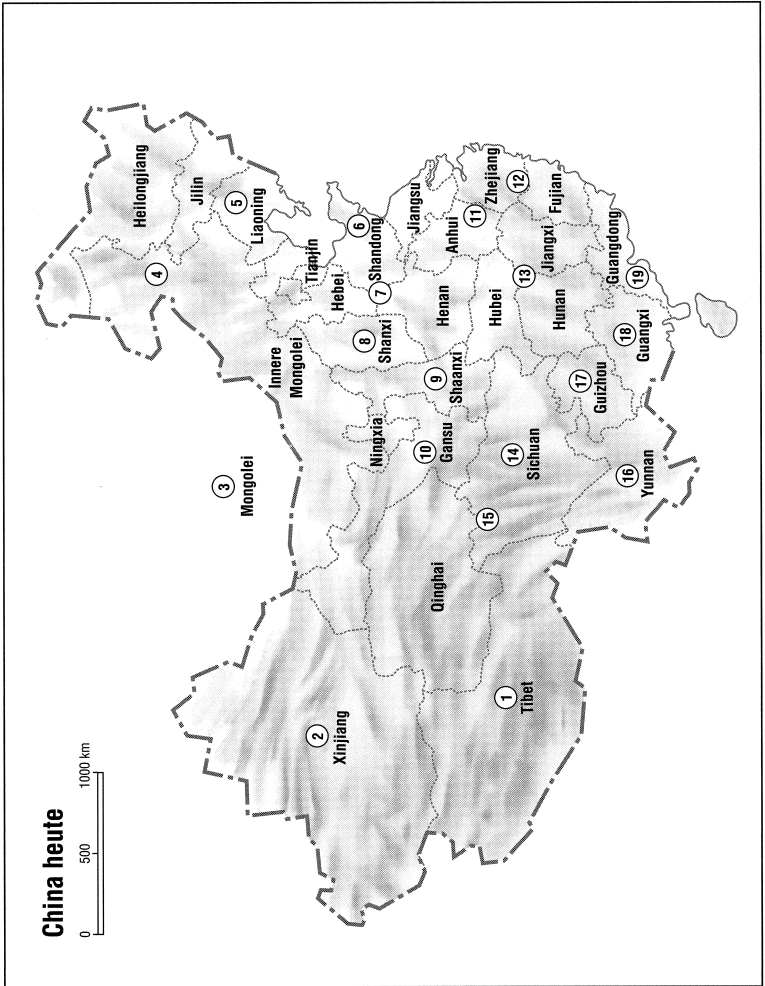 China heute
0 500 1000 km
Heilongjiang
Jilin
4
5
Liaoning
Innere
Mongolei
3
Mongolei
2
Xinjiang
Tianjin
Hebei
6
Shandong
7
8
Shanxi
Ningxia
9
Shaanxi
10
Gansu
Qinghai
1
Tibet
Jiangsu
Anhui
Henan
11
Zhejiang
12
Hubei
13
14
Sichuan
15
Fujian
Jiangxi
Hunan
17
Guizhou
16
Yunnan
Guangdong
19
18
Guangxi